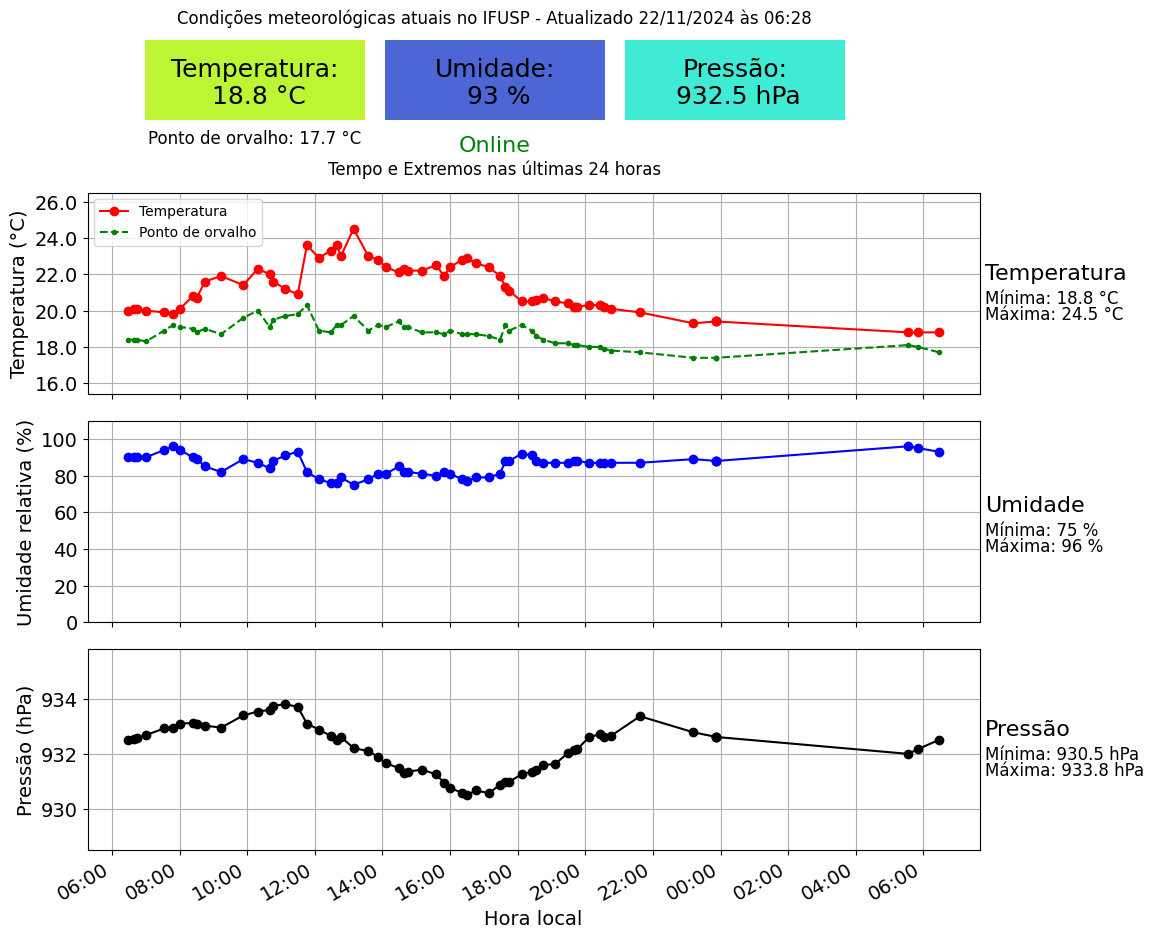 Condições meteorológicas atuais no IFUSP - Atualizado 22/11/2024 às 06:28
Temperatura:
18.8 °C
Umidade:
93 %
Pressão:
932.5 hPa
Ponto de orvalho: 17.7 °C
Online
Tempo e Extremos nas últimas 24 horas
Temperatura (°C)
26.0
24.0
22.0
20.0
18.0
16.0
Temperatura
Ponto de orvalho
Temperatura
Mínima: 18.8 °C
Máxima: 24.5 °C
Umidade relativa (%)
100
80
60
40
20
0
Umidade
Mínima: 75 %
Máxima: 96 %
Pressão (hPa)
934
932
930
Pressão
Mínima: 930.5 hPa
Máxima: 933.8 hPa
06:00 08:00 10:00 12:00 14:00 16:00 18:00 20:00 22:00 00:00 02:00 04:00 06:00
Hora local